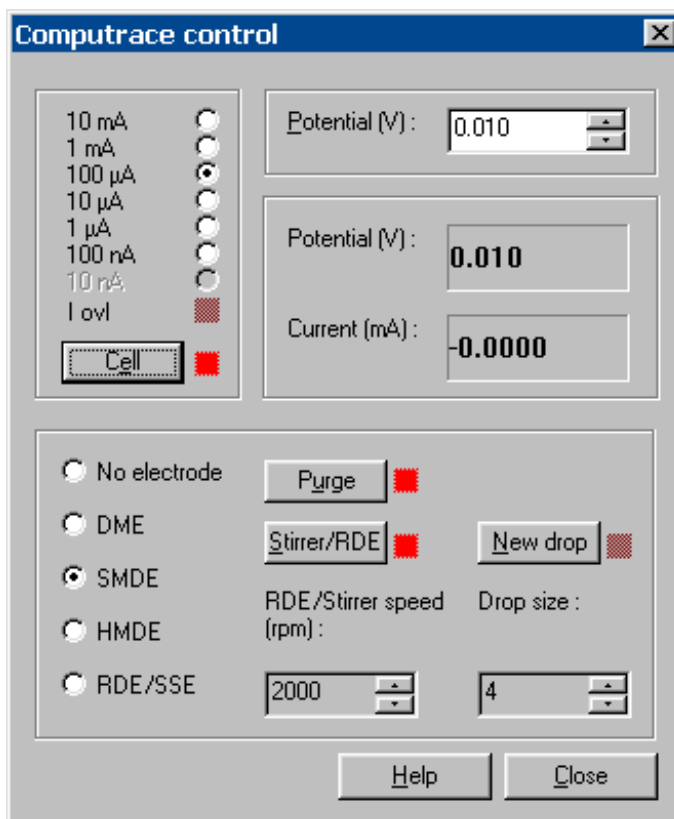 Computrace control
10 mA
1 mA
100 µA
10 µA
1 µA
100 nA
10 nA
I ovl
Cell
Potential (V) :
0.010
Potential (V) :
0.010
Current (mA) :
-0.0000
No electrode
DME
SMDE
HMDE
RDE/SSE
Purge
Stirrer/RDE
New drop
RDE/Stirrer speed
(rpm) :
Drop size :
2000
4
Help
Close